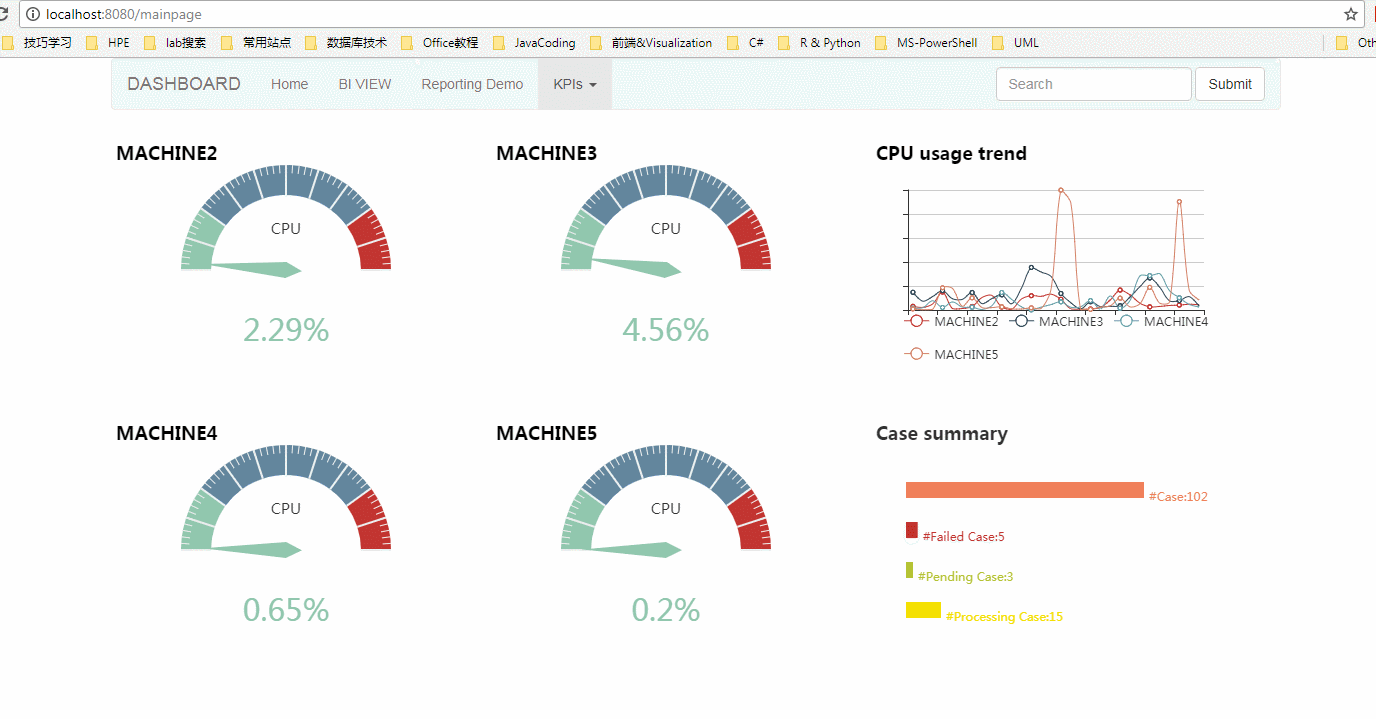 localhost:8080/mainpage
技巧学习 HPE lab搜素 常用站点 数据库技术 Office教程 JavaCoding 前端&Visualization C# R & Python MS-PowerShell UML Oth
DASHBOARD Home BI VIEW Reporting Demo KPIs Search Submit
MACHINE2 MACHINE3 CPU usage trend
CPU CPU
2.29% 4.56%
MACHINE2 MACHINE3 MACHINE4
MACHINE5
MACHINE4 MACHINE5 Case summary
CPU CPU
0.65% 0.2%
#Case:102
#Failed Case:5
#Pending Case:3
#Processing Case:15